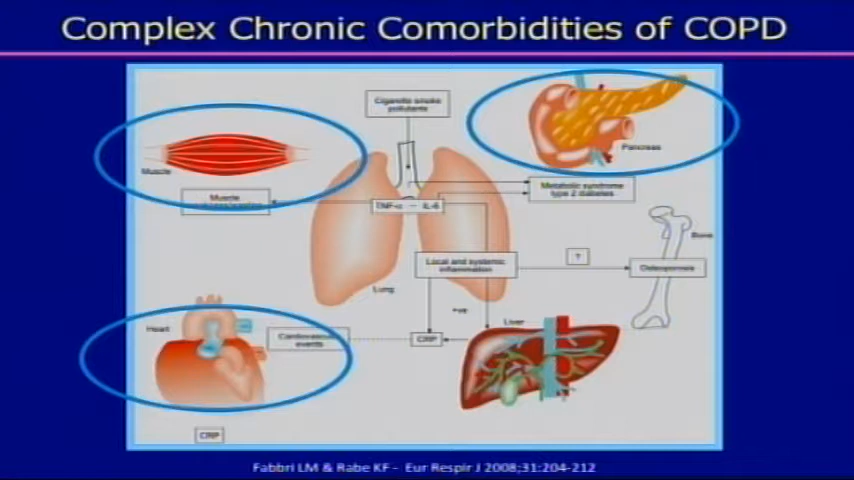 Complex Chronic Comorbidities of COPD
Cigarette smoke
pollutants
Muscle
Pancreas
Muscle
Metabolic syndrome
type 2 diabetes
TNF-α
IL-6
Bone
Local and systemic
inflammation
?
Osteoporosis
Lung
+ve
Liver
Heart
Cardiovascular
events
CRP
CRP
Fabbri LM & Rabe KF - Eur Respir J 2008;31:204-212